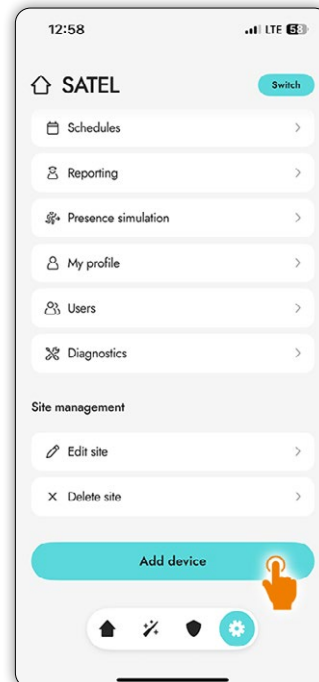 12:58
LTE 53
SATEL
Switch
Schedules
Reporting
Presence simulation
My profile
Users
Diagnostics
Site management
Edit site
Delete site
Add device